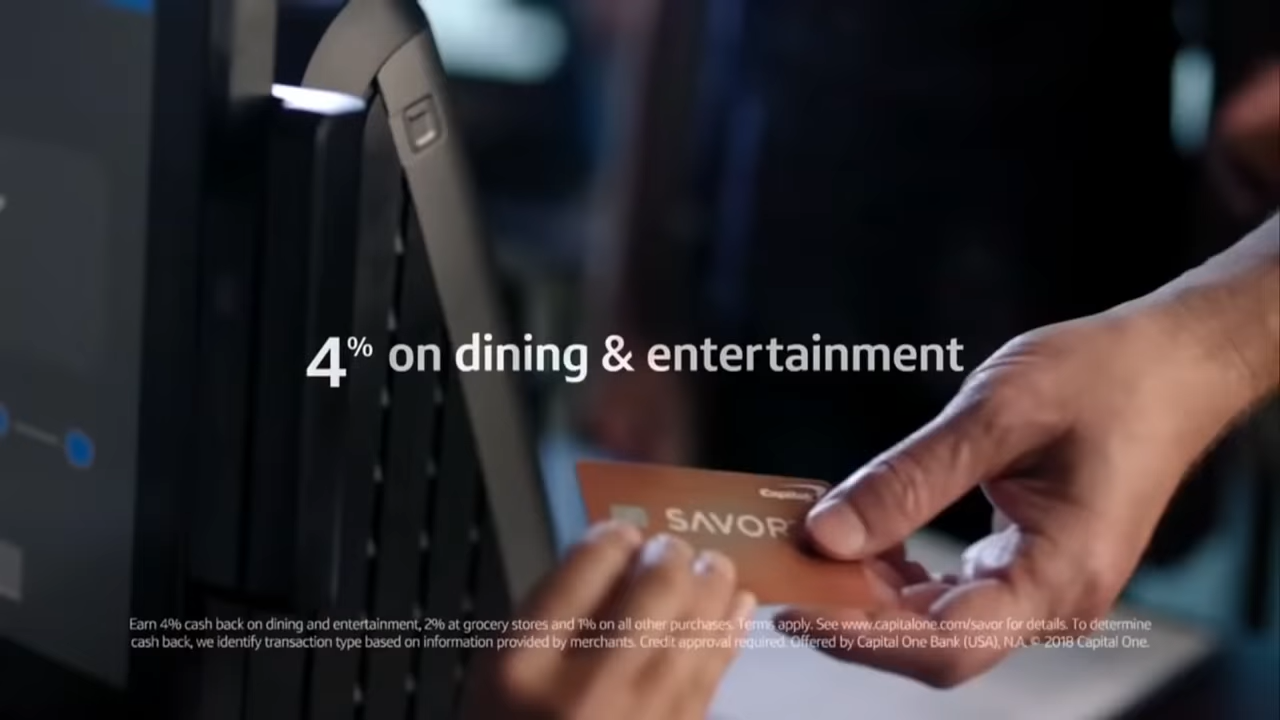 4% on dining & entertainment
Capital
SAVOR
Earn 4% cash back on dining and entertainment, 2% at grocery stores and 1% on all other purchases. Terms apply. See www.capitalone.com/savor for details. To determine
cash back, we identify transaction type based on information provided by merchants. Credit approval required. Offered by Capital One Bank (USA), N.A. © 2018 Capital One.